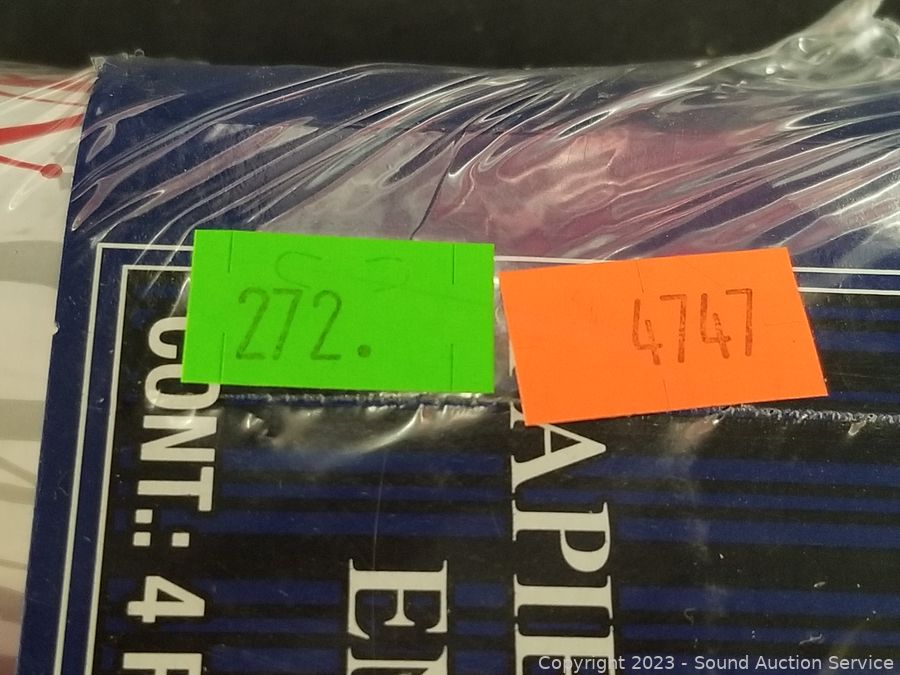 272.
4747
CONT.: 4
Copyright 2023 - Sound Auction Service